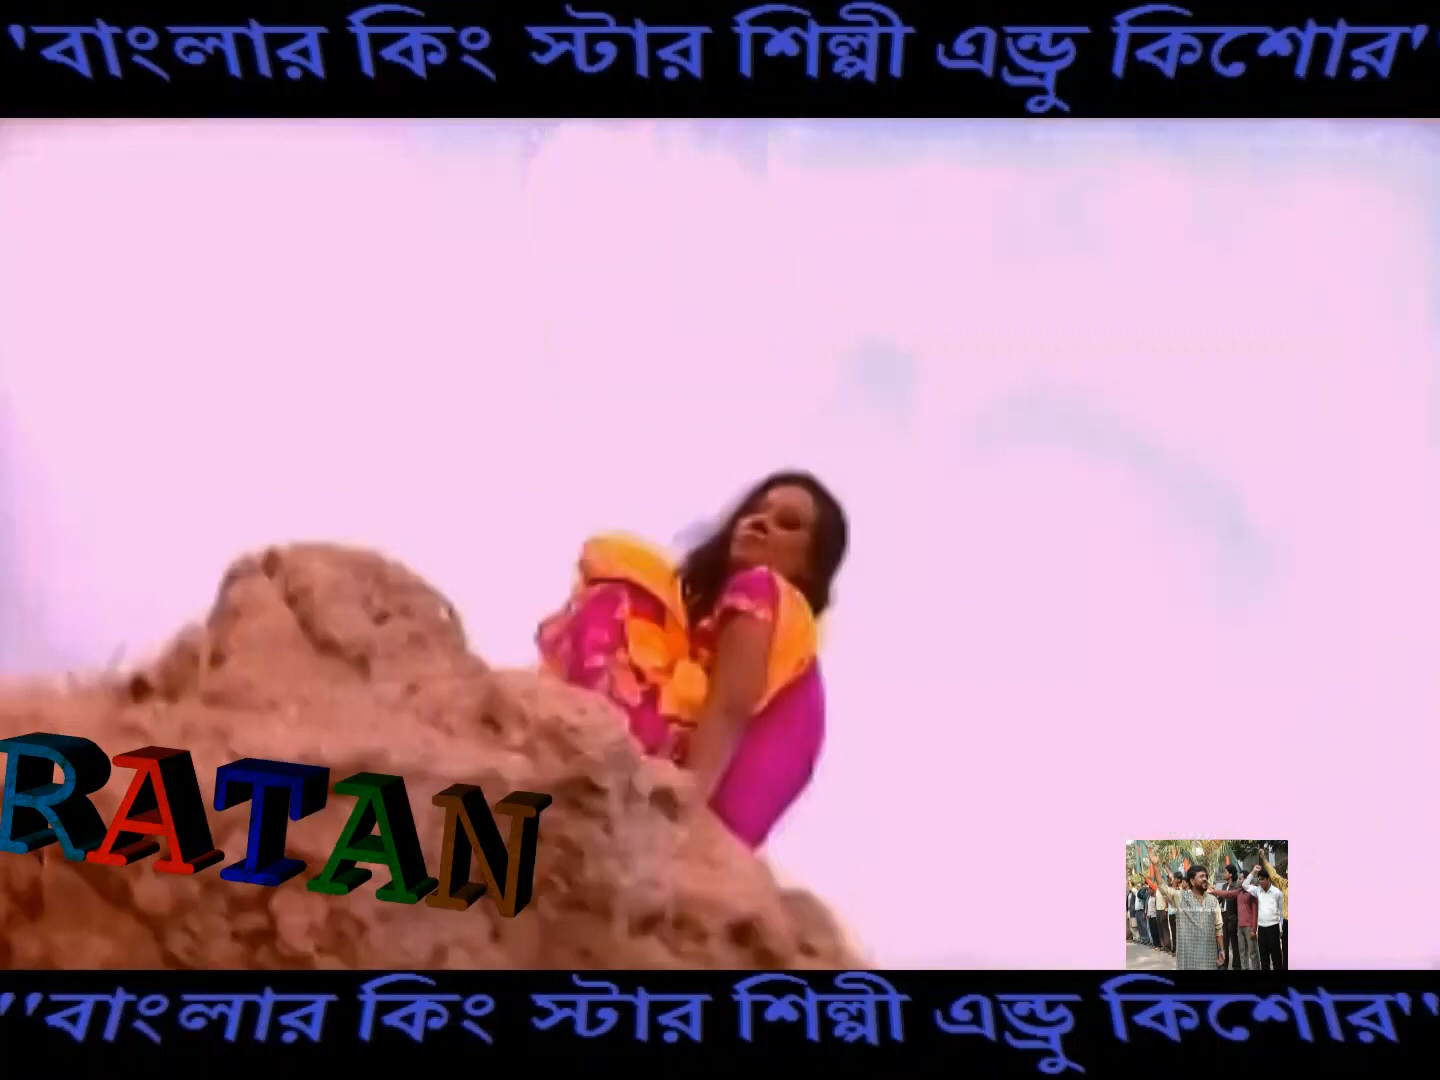 'বাংলার কিং স্টার শিল্পী এন্ড্রু কিশোর''
RATAN
''বাংলার কিং স্টার শিল্পী এন্ড্রু কিশোর''